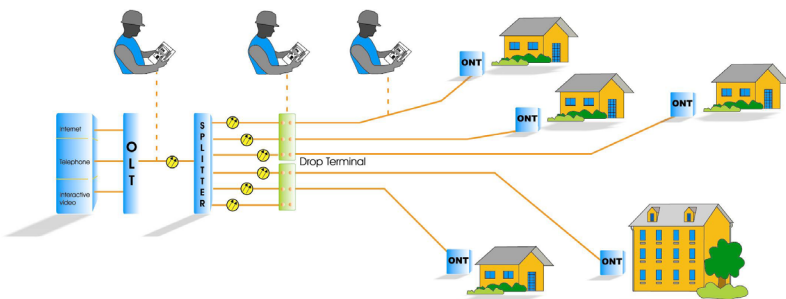 ONT
ONT
ONT
Internet
Telephone
Interactive
video
OLT
SPLITTER
Drop Terminal
ONT
ONT